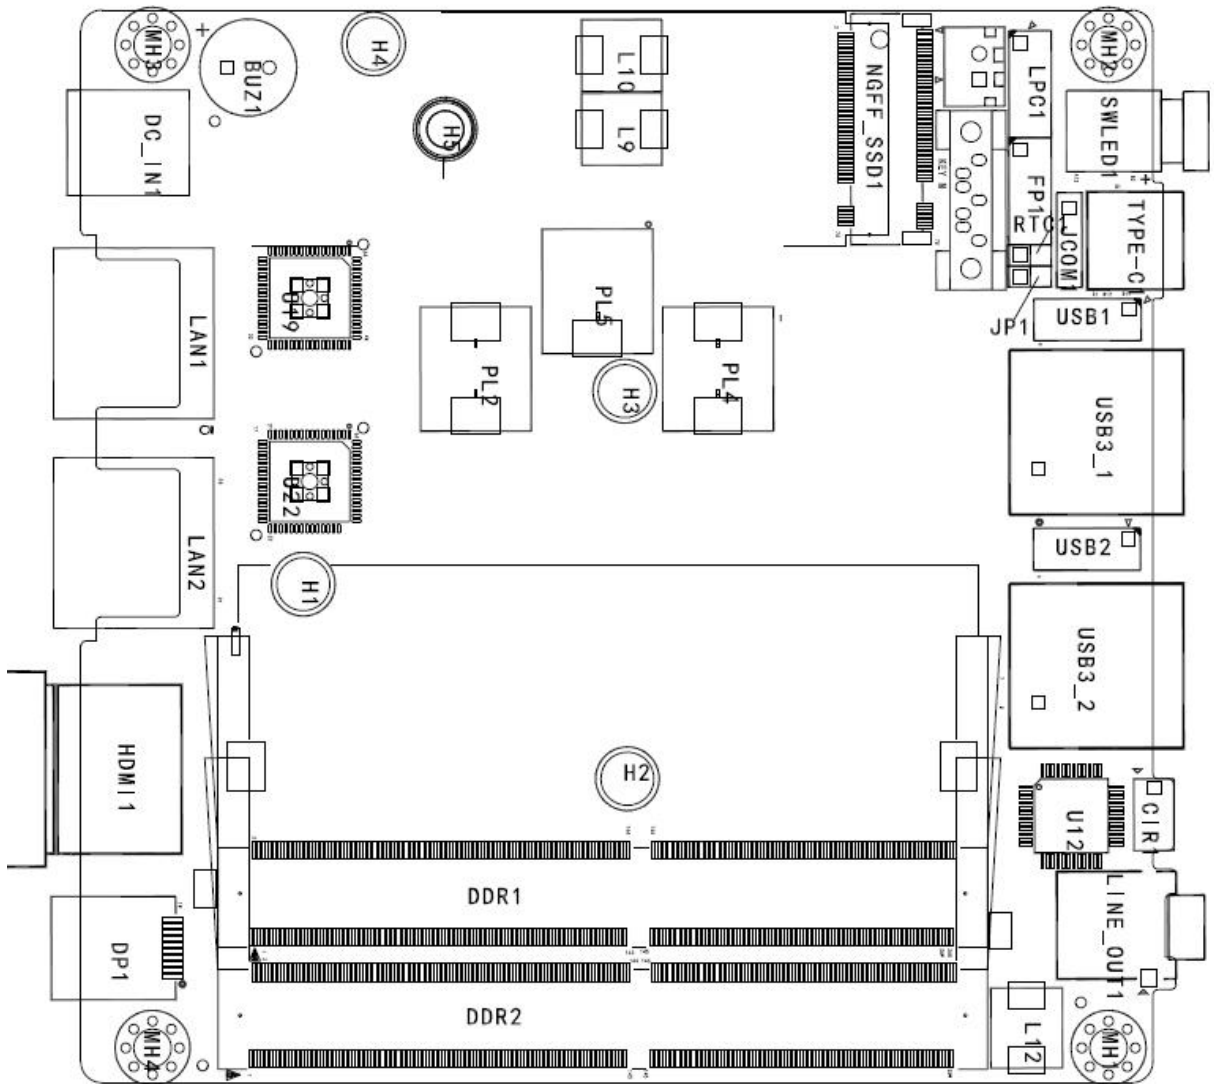 MH3
BUZ1
H4
H5
L10
L9
NGFF_SSD1
KEY M
LPC1
MH2
SWLED1
DC_IN1
FP1
RTC1
JCOM1
TYPE-C1
JP1
USB1
LAN1
U19
PL5
PL2
PL4
H3
USB3_1
U22
LAN2
H1
USB2
USB3_2
HDMI1
H2
U12
CIR1
DDR1
LINE_OUT1
DP1
DDR2
L12
MH4
MH1